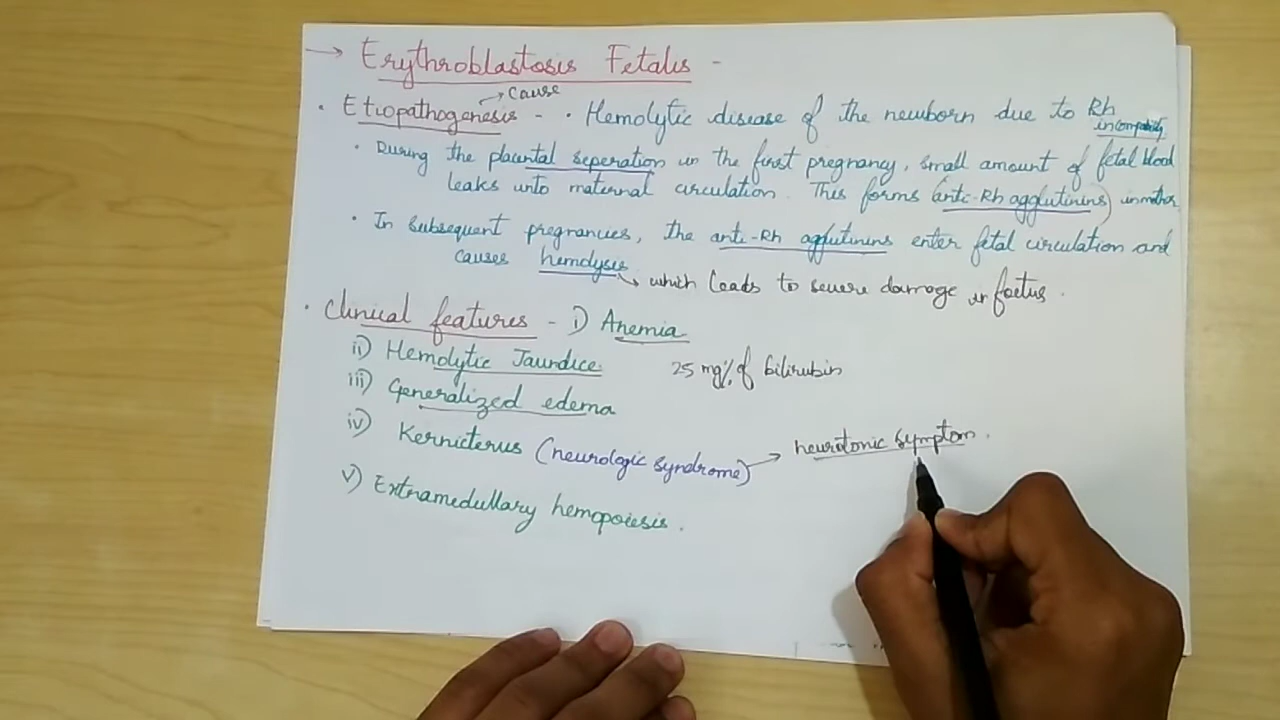 → Erythroblastosis Fetalis -
→ cause
• Etiopathogenesis - • Hemolytic disease of the newborn due to Rh incompatibility
• During the placental seperation in the first pregnancy, small amount of fetal blood
leaks into maternal circulation. This forms (anti-Rh agglutinins) in mother
• In subsequent pregnancies, the anti-Rh agglutinins enter fetal circulation and
causes hemolysis → which leads to severe damage in foetus.
• Clinical features - i) Anemia
ii) Hemolytic Jaundice 25 mg% of bilirubin
iii) Generalized edema
iv) Kernicterus (neurologic syndrome) → neurotonic symptom.
v) Extramedullary hemopoiesis.